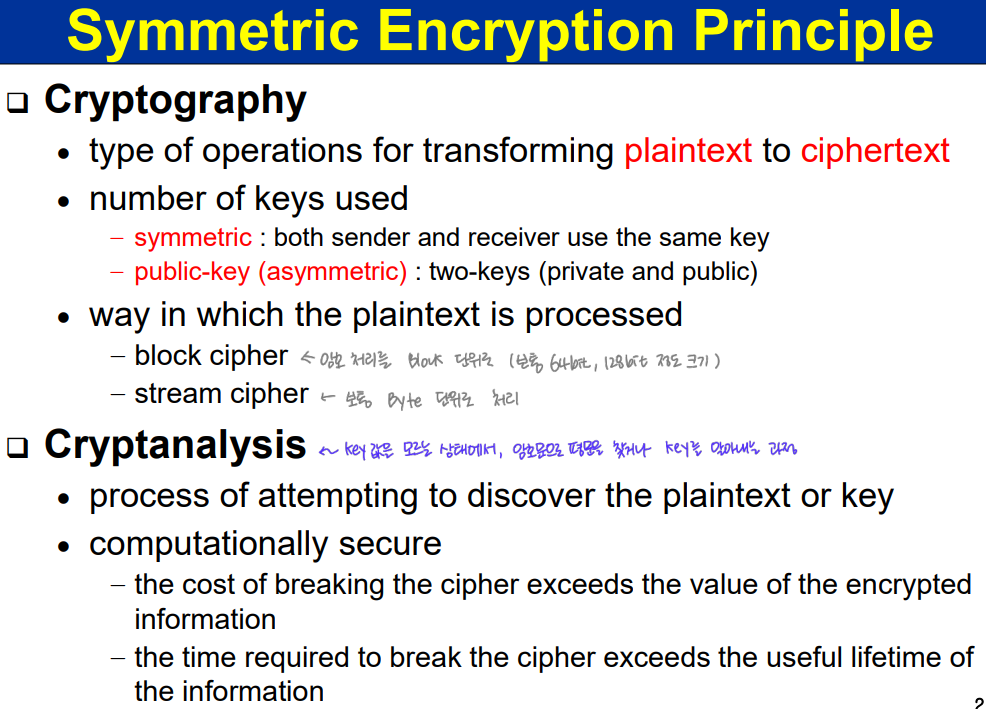 Symmetric Encryption Principle
❑ Cryptography
• type of operations for transforming plaintext to ciphertext
• number of keys used
– symmetric : both sender and receiver use the same key
– public-key (asymmetric) : two-keys (private and public)
• way in which the plaintext is processed
– block cipher ← 암호 처리를 Block 단위로 (보통 64bit, 128bit 정도 크기)
– stream cipher ← 보통 Byte 단위로 처리
❑ Cryptanalysis ← key 값을 모르는 상태에서, 암호문으로 평문을 찾거나 key를 알아내는 과정
• process of attempting to discover the plaintext or key
• computationally secure
– the cost of breaking the cipher exceeds the value of the encrypted
information
– the time required to break the cipher exceeds the useful lifetime of
the information
2